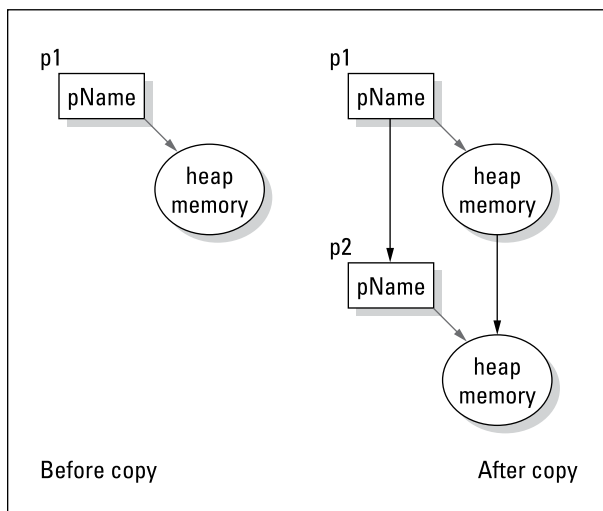 p1
pName
heap
memory
Before copy
p1
pName
heap
memory
p2
pName
heap
memory
After copy